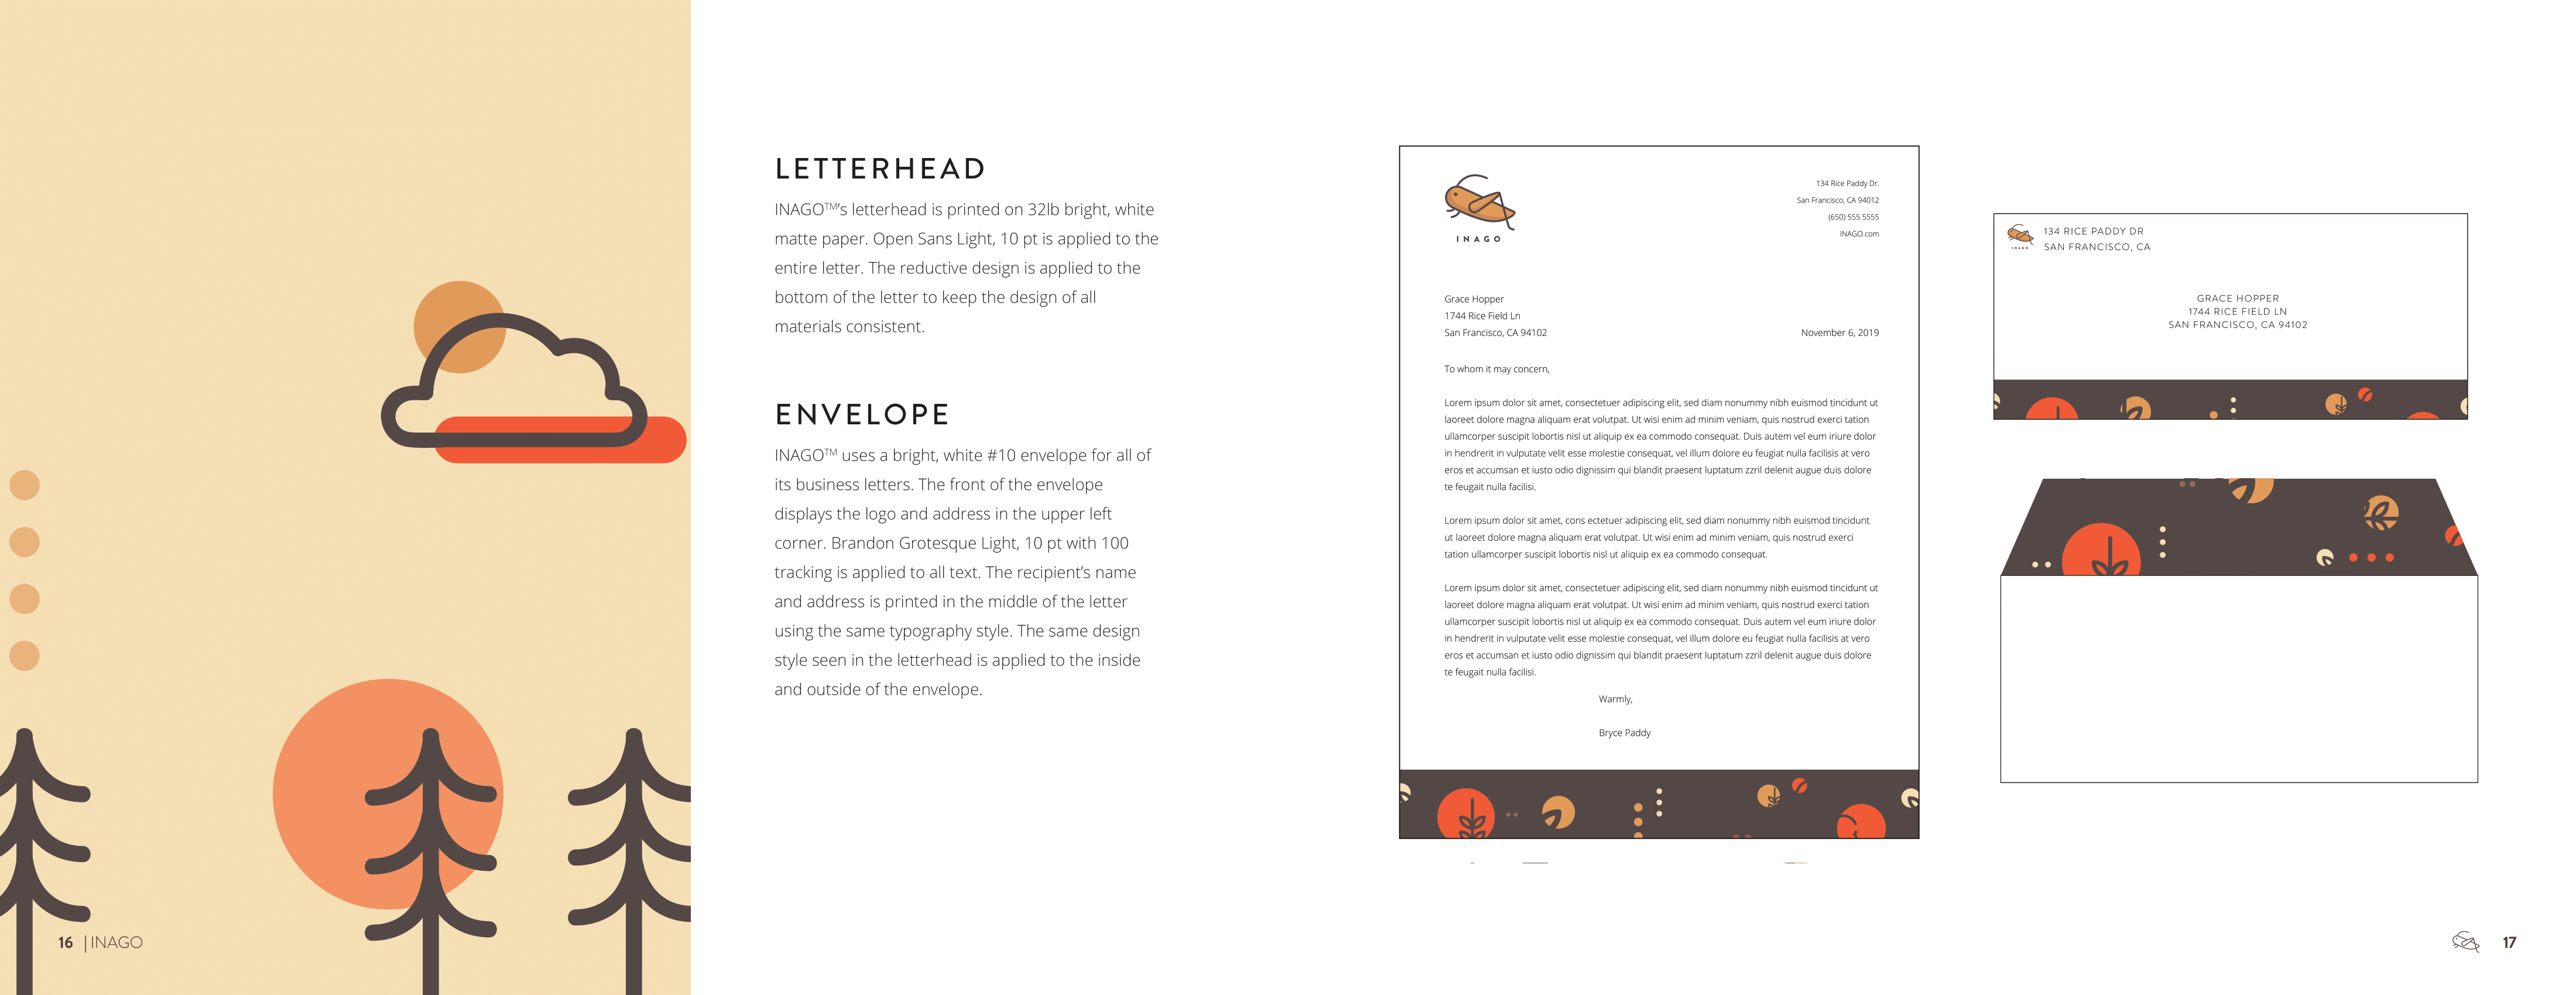 LETTERHEAD
INAGO™'s letterhead is printed on 32lb bright, white
matte paper. Open Sans Light, 10 pt is applied to the
entire letter. The reductive design is applied to the
bottom of the letter to keep the design of all
materials consistent.
ENVELOPE
INAGO™ uses a bright, white #10 envelope for all of
its business letters. The front of the envelope
displays the logo and address in the upper left
corner. Brandon Grotesque Light, 10 pt with 100
tracking is applied to all text. The recipient’s name
and address is printed in the middle of the letter
using the same typography style. The same design
style seen in the letterhead is applied to the inside
and outside of the envelope.
16 | INAGO
INAGO
134 Rice Paddy Dr.
San Francisco, CA 94012
(650) 555 5555
INAGO.com
Grace Hopper
1744 Rice Field Ln
San Francisco, CA 94102
November 6, 2019
To whom it may concern,
Lorem ipsum dolor sit amet, consectetuer adipiscing elit, sed diam nonummy nibh euismod tincidunt ut
laoreet dolore magna aliquam erat volutpat. Ut wisi enim ad minim veniam, quis nostrud exerci tation
ullamcorper suscipit lobortis nisl ut aliquip ex ea commodo consequat. Duis autem vel eum iriure dolor
in hendrerit in vulputate velit esse molestie consequat, vel illum dolore eu feugiat nulla facilisis at vero
eros et accumsan et iusto odio dignissim qui blandit praesent luptatum zzril delenit augue duis dolore
te feugait nulla facilisi.
Lorem ipsum dolor sit amet, cons ectetuer adipiscing elit, sed diam nonummy nibh euismod tincidunt
ut laoreet dolore magna aliquam erat volutpat. Ut wisi enim ad minim veniam, quis nostrud exerci
tation ullamcorper suscipit lobortis nisl ut aliquip ex ea commodo consequat.
Lorem ipsum dolor sit amet, consectetuer adipiscing elit, sed diam nonummy nibh euismod tincidunt ut
laoreet dolore magna aliquam erat volutpat. Ut wisi enim ad minim veniam, quis nostrud exerci tation
ullamcorper suscipit lobortis nisl ut aliquip ex ea commodo consequat. Duis autem vel eum iriure dolor
in hendrerit in vulputate velit esse molestie consequat, vel illum dolore eu feugiat nulla facilisis at vero
eros et accumsan et iusto odio dignissim qui blandit praesent luptatum zzril delenit augue duis dolore
te feugait nulla facilisi.
Warmly,
Bryce Paddy
INAGO
134 RICE PADDY DR
SAN FRANCISCO, CA
GRACE HOPPER
1744 RICE FIELD LN
SAN FRANCISCO, CA 94102
17